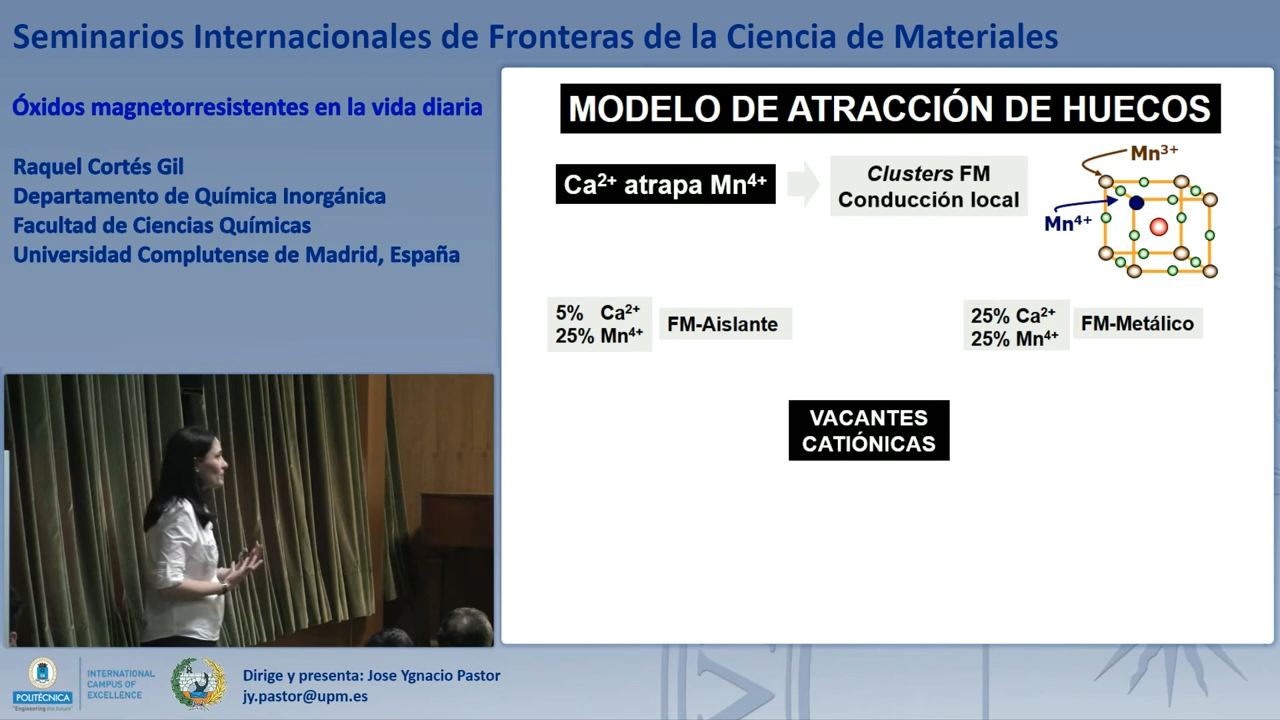 Seminarios Internacionales de Fronteras de la Ciencia de Materiales
Óxidos magnetorresistentes en la vida diaria
Raquel Cortés Gil
Departamento de Química Inorgánica
Facultad de Ciencias Químicas
Universidad Complutense de Madrid, España
MODELO DE ATRACCIÓN DE HUECOS
Ca²⁺ atrapa Mn⁴⁺
Clusters FM
Conducción local
Mn³⁺
Mn⁴⁺
5% Ca²⁺
25% Mn⁴⁺
FM-Aislante
25% Ca²⁺
25% Mn⁴⁺
FM-Metálico
VACANTES
CATIÓNICAS
POLITÉCNICA
"Engineering the future"
INTERNATIONAL
CAMPUS OF
EXCELLENCE
Dirige y presenta: Jose Ygnacio Pastor
jy.pastor@upm.es